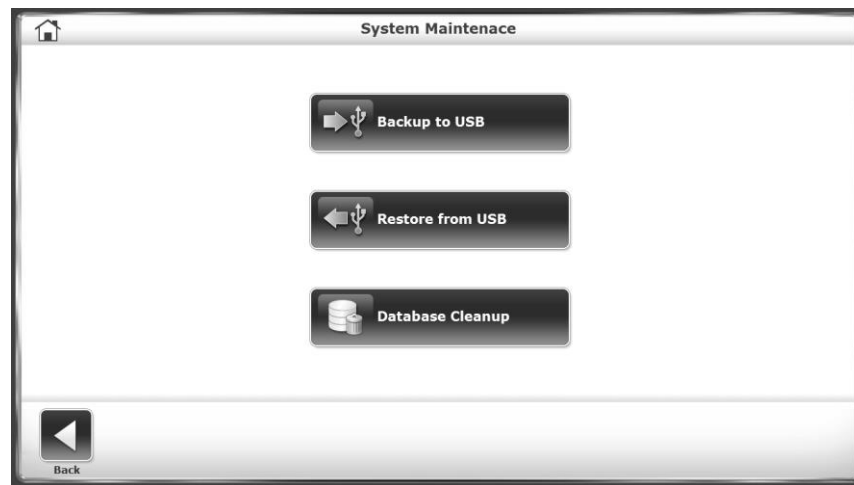 System Maintenace
Backup to USB
Restore from USB
Database Cleanup
Back